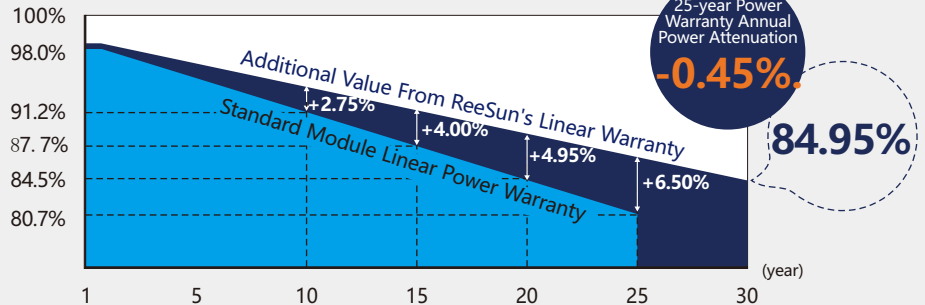 100%
98.0%
91.2%
87.7%
84.5%
80.7%
25-year Power
Warranty Annual
Power Attenuation
-0.45%.
84.95%
Additional Value From ReeSun's Linear Warranty
Standard Module Linear Power Warranty
+2.75%
+4.00%
+4.95%
+6.50%
(year)
1 5 10 15 20 25 30